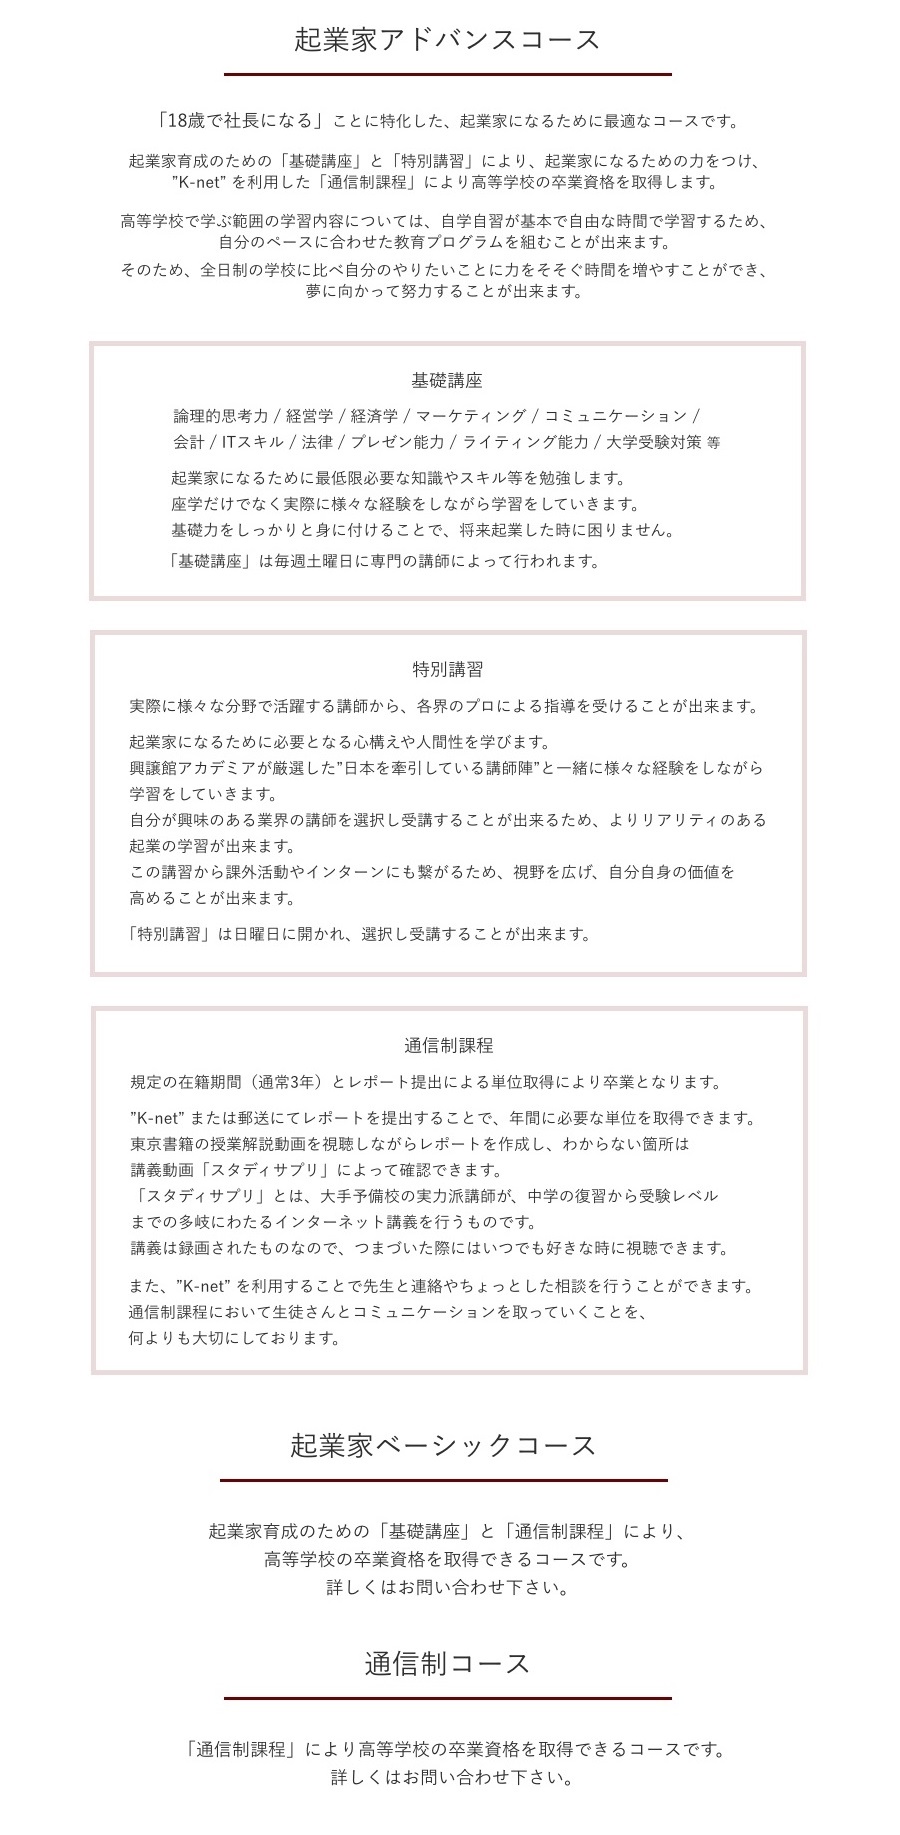 起業家アドバンスコース
「18歳で社長になる」ことに特化した、起業家になるために最適なコースです。
起業家育成のための「基礎講座」と「特別講習」により、起業家になるための力をつけ、
”K-net” を利用した「通信制課程」により高等学校の卒業資格を取得します。
高等学校で学ぶ範囲の学習内容については、自学自習が基本で自由な時間で学習するため、
自分のペースに合わせた教育プログラムを組むことが出来ます。
そのため、全日制の学校に比べ自分のやりたいことに力をそそぐ時間を増やすことができ、
夢に向かって努力することが出来ます。
基礎講座
論理的思考力 / 経営学 / 経済学 / マーケティング / コミュニケーション /
会計 / ITスキル / 法律 / プレゼン能力 / ライティング能力 / 大学受験対策 等
起業家になるために最低限必要な知識やスキル等を勉強します。
座学だけでなく実際に様々な経験をしながら学習をしていきます。
基礎力をしっかりと身に付けることで、将来起業した時に困りません。
「基礎講座」は毎週土曜日に専門の講師によって行われます。
特別講習
実際に様々な分野で活躍する講師から、各界のプロによる指導を受けることが出来ます。
起業家になるために必要となる心構えや人間性を学びます。
興譲館アカデミアが厳選した”日本を牽引している講師陣”と一緒に様々な経験をしながら
学習をしていきます。
自分が興味のある業界の講師を選択し受講することが出来るため、よりリアリティのある
起業の学習が出来ます。
この講習から課外活動やインターンにも繋がるため、視野を広げ、自分自身の価値を
高めることが出来ます。
「特別講習」は日曜日に開かれ、選択し受講することが出来ます。
通信制課程
規定の在籍期間（通常3年）とレポート提出による単位取得により卒業となります。
”K-net” または郵送にてレポートを提出することで、年間に必要な単位を取得できます。
東京書籍の授業解説動画を視聴しながらレポートを作成し、わからない箇所は
講義動画「スタディサプリ」によって確認できます。
「スタディサプリ」とは、大手予備校の実力派講師が、中学の復習から受験レベル
までの多岐にわたるインターネット講義を行うものです。
講義は録画されたものなので、つまづいた際にはいつでも好きな時に視聴できます。
また、”K-net” を利用することで先生と連絡やちょっとした相談を行うことができます。
通信制課程において生徒さんとコミュニケーションを取っていくことを、
何よりも大切にしております。
起業家ベーシックコース
起業家育成のための「基礎講座」と「通信制課程」により、
高等学校の卒業資格を取得できるコースです。
詳しくはお問い合わせ下さい。
通信制コース
「通信制課程」により高等学校の卒業資格を取得できるコースです。
詳しくはお問い合わせ下さい。